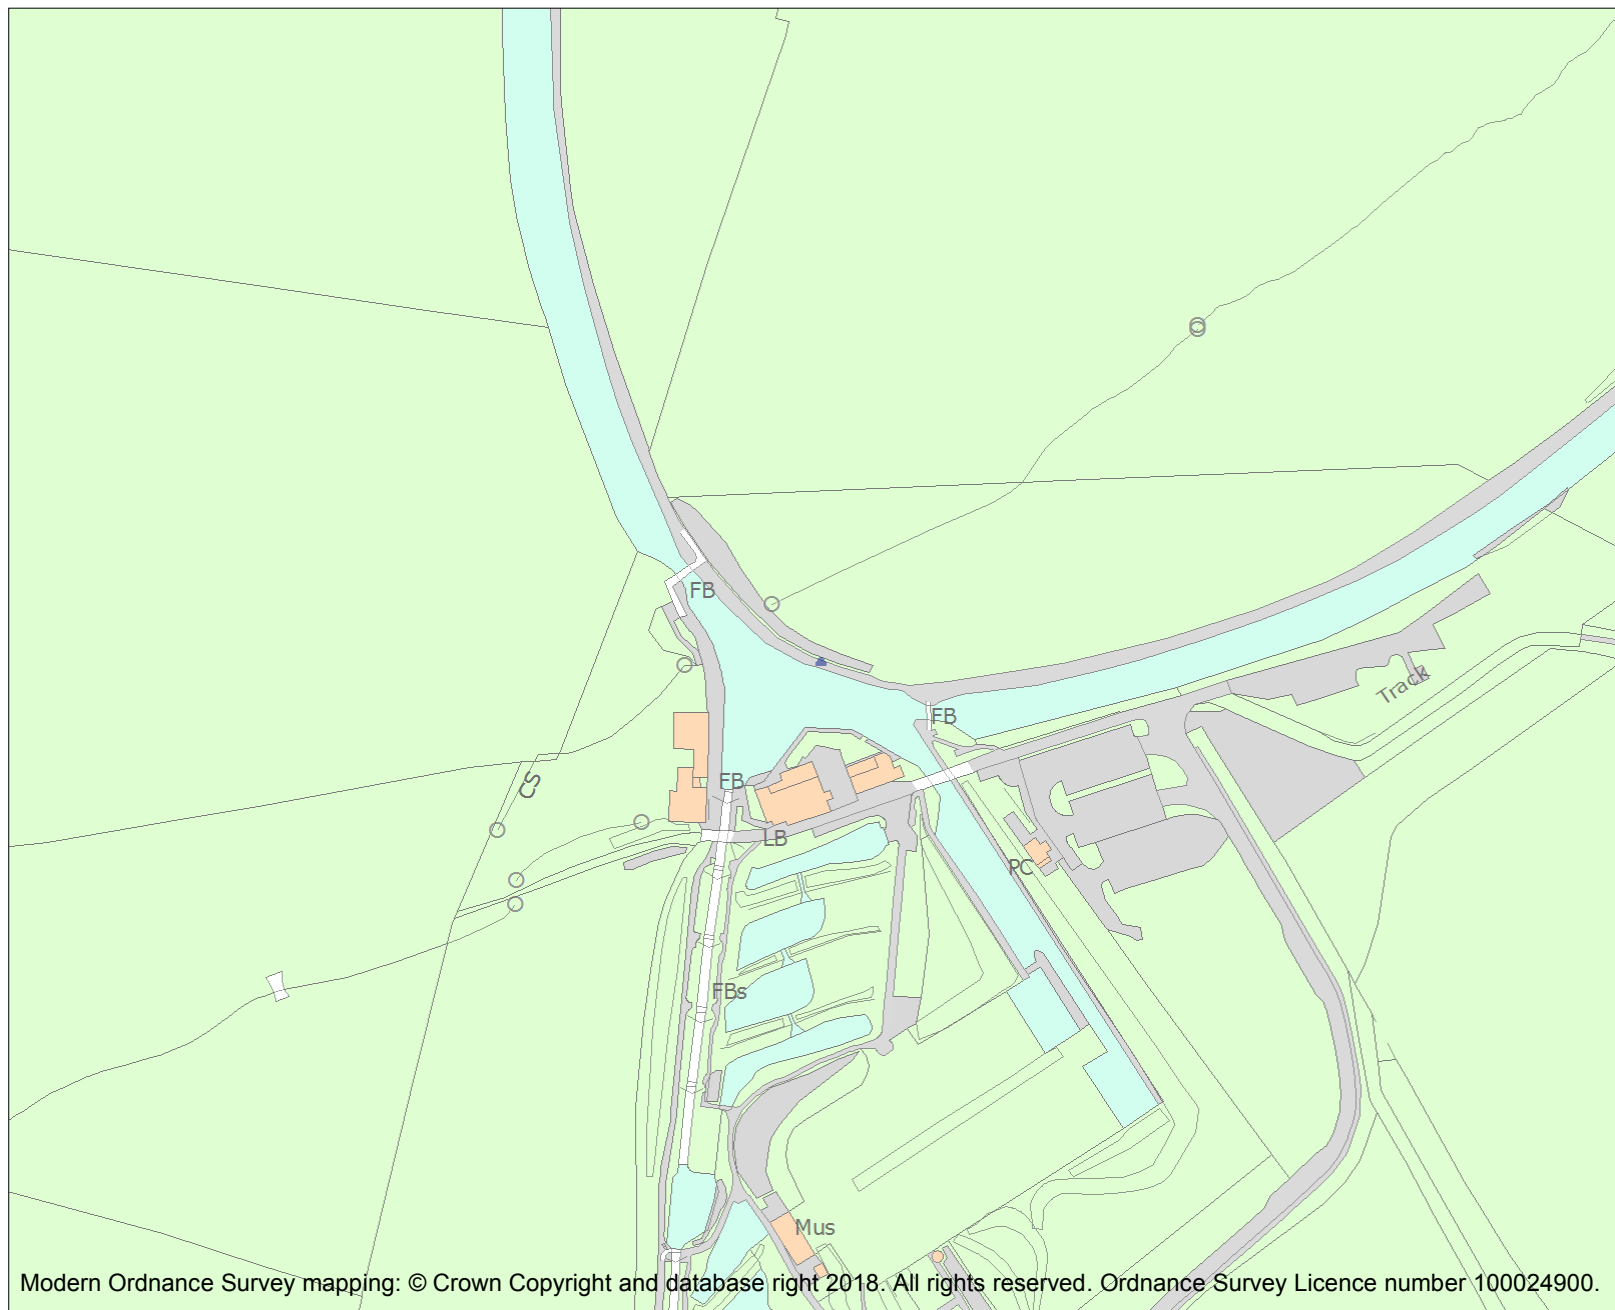 FB
Track
FB
FB
CS
LB
PC
FBs
Mus
Modern Ordnance Survey mapping: © Crown Copyright and database right 2018. All rights reserved. Ordnance Survey Licence number 100024900.